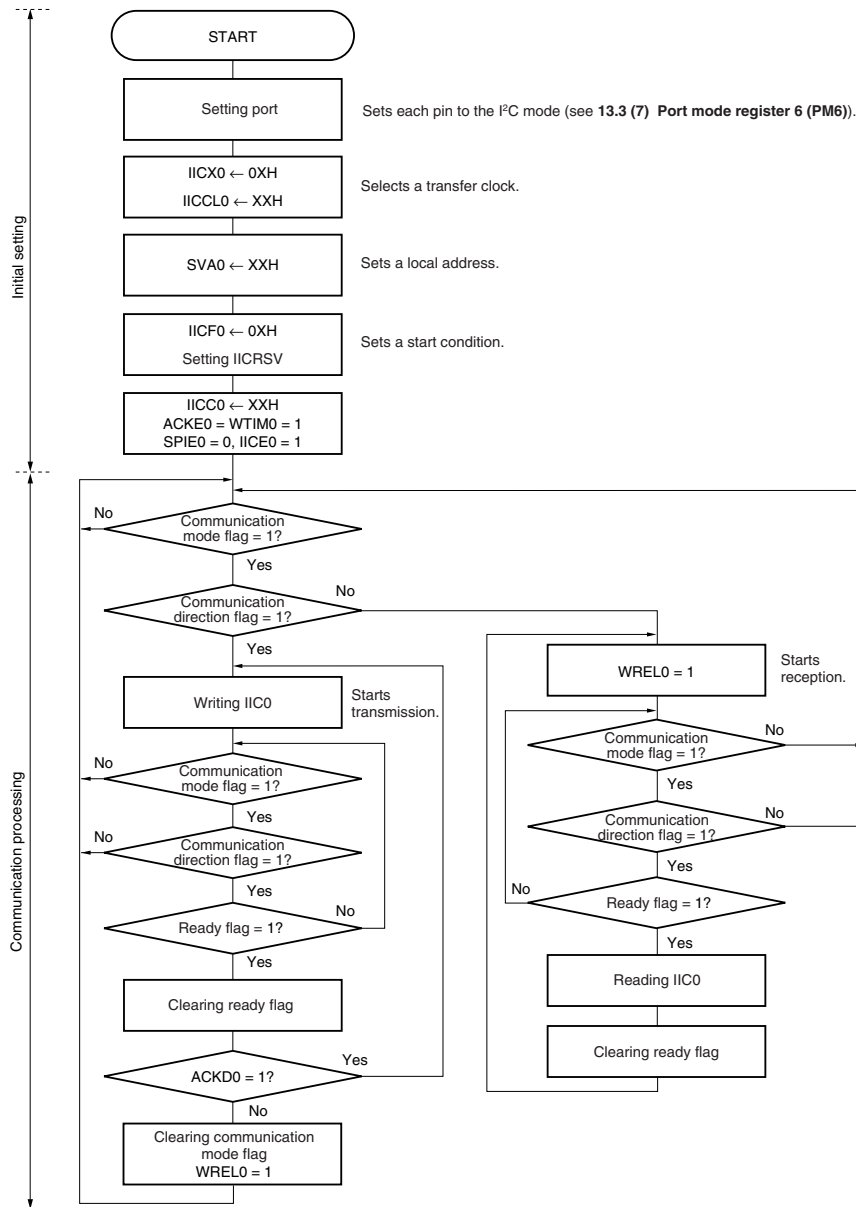 START
Setting port
Sets each pin to the I²C mode (see 13.3 (7) Port mode register 6 (PM6)).
IICX0 ← 0XH
IICCL0 ← XXH
Selects a transfer clock.
SVA0 ← XXH
Sets a local address.
IICF0 ← 0XH
Setting IICRSV
Sets a start condition.
IICC0 ← XXH
ACKE0 = WTIM0 = 1
SPIE0 = 0, IICE0 = 1
Initial setting
No
Communication
mode flag = 1?
Yes
Communication
direction flag = 1?
No
Yes
Writing IIC0
Starts
transmission.
No
Communication
mode flag = 1?
Yes
No
Communication
direction flag = 1?
Yes
Ready flag = 1?
No
Yes
Clearing ready flag
Yes
ACKD0 = 1?
No
Clearing communication
mode flag
WREL0 = 1
WREL0 = 1
Starts
reception.
Communication
mode flag = 1?
No
Yes
Communication
direction flag = 1?
No
Yes
No
Ready flag = 1?
Yes
Reading IIC0
Clearing ready flag
Communication processing